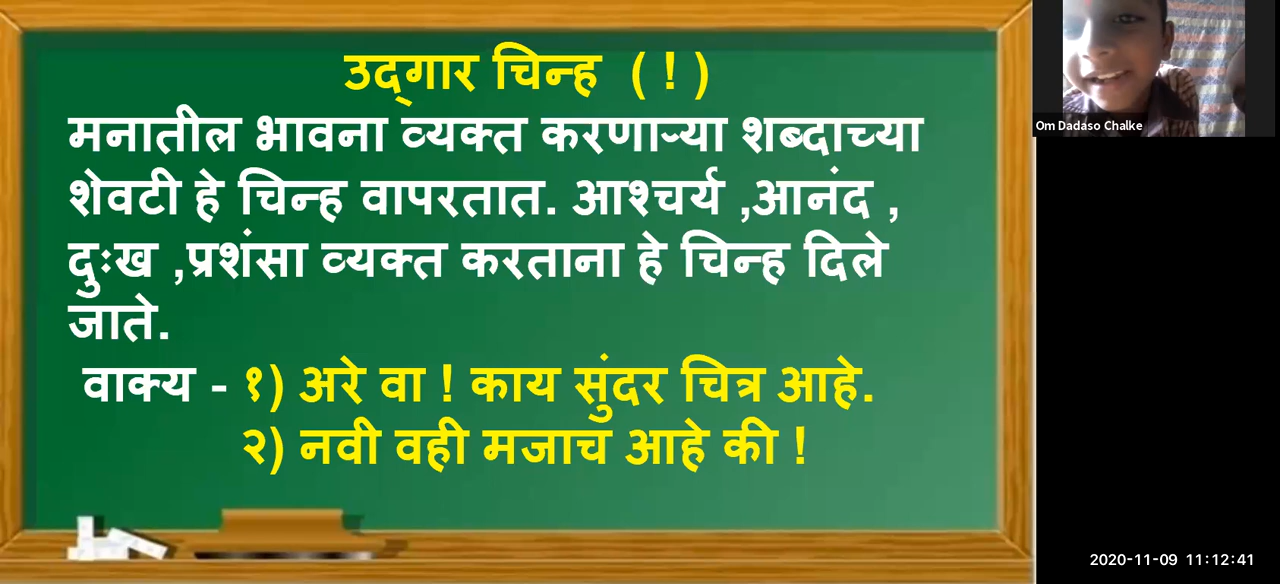 उद्‌गार चिन्ह ( ! )
मनातील भावना व्यक्त करणाऱ्या शब्दाच्या
शेवटी हे चिन्ह वापरतात. आश्चर्य ,आनंद ,
दुःख ,प्रशंसा व्यक्त करताना हे चिन्ह दिले
जाते.
वाक्य - १) अरे वा ! काय सुंदर चित्र आहे.
२) नवी वही मजाच आहे की !
Om Dadaso Chalke
2020-11-09 11:12:41